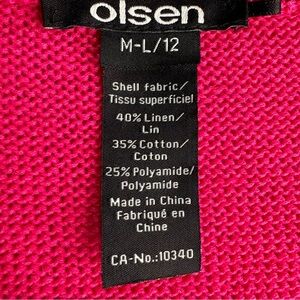 olsen
M-L/12
Shell fabric/
Tissu superficiel
40% Linen/
Lin
35% Cotton/
Coton
25% Polyamide/
Polyamide
Made in China
Fabriqué en
Chine
CA-No.:10340